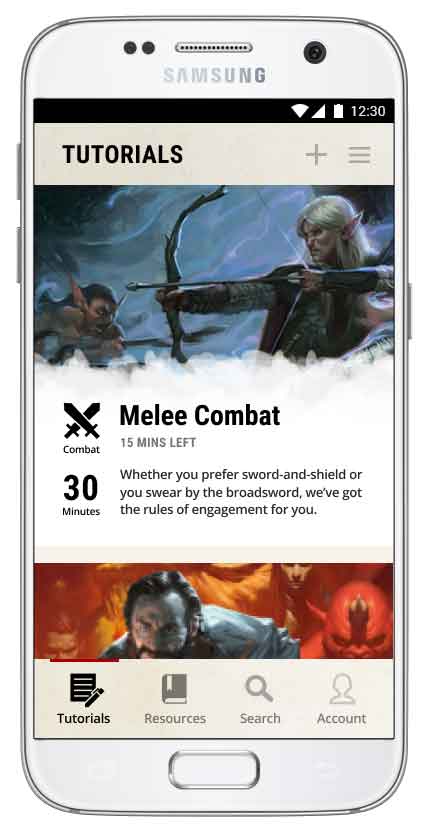 SAMSUNG
12:30
TUTORIALS
Melee Combat
15 MINS LEFT
Combat
30
Minutes
Whether you prefer sword-and-shield or
you swear by the broadsword, we've got
the rules of engagement for you.
Tutorials
Resources
Search
Account